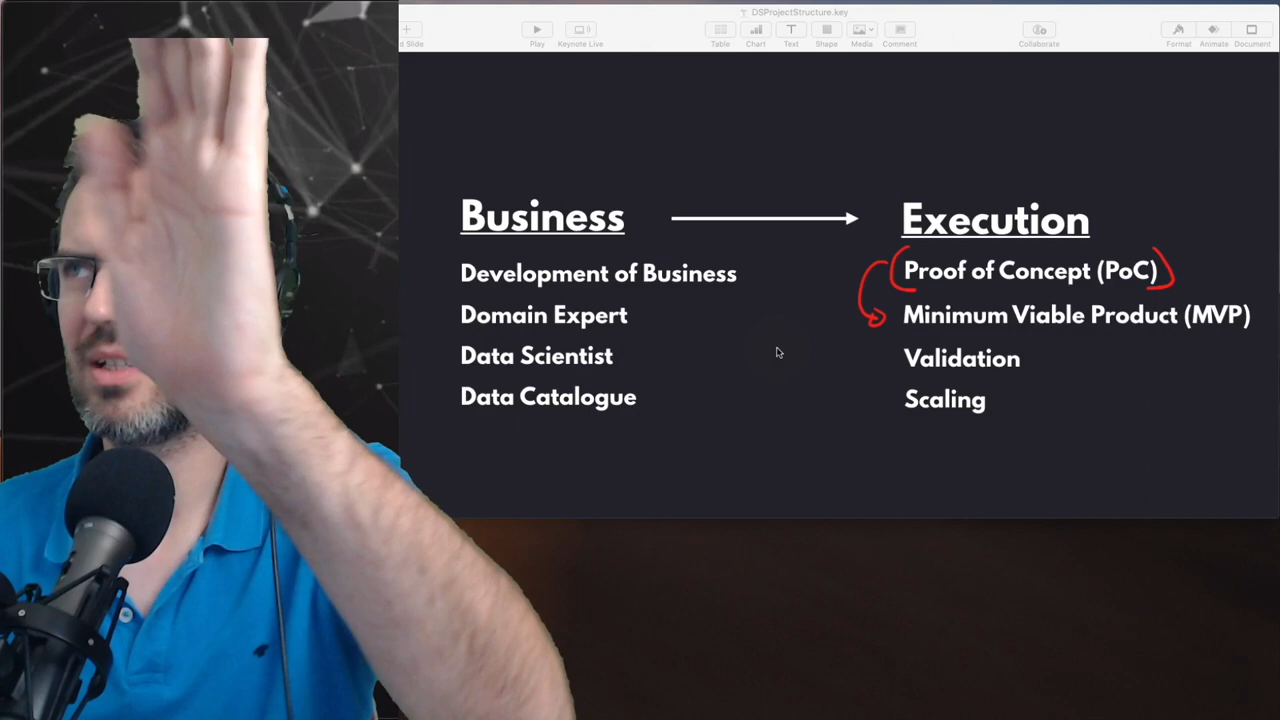 DSProjectStructure.key
d Slide
Play
Keynote Live
Table
Chart
Text
Shape
Media
Comment
Collaborate
Format
Animate
Document
Business
Execution
Development of Business
Proof of Concept (PoC)
Domain Expert
Minimum Viable Product (MVP)
Data Scientist
Validation
Data Catalogue
Scaling